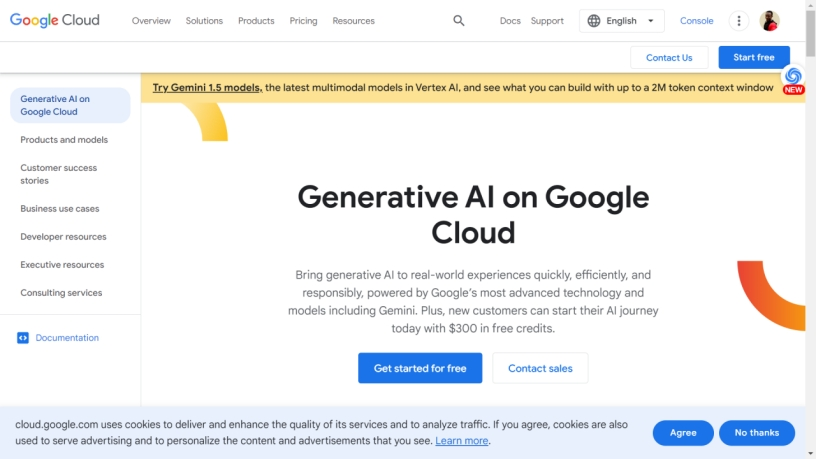 Google Cloud
Overview Solutions Products Pricing Resources Docs Support English Console
Contact Us Start free
Generative AI on
Google Cloud
Products and models
Customer success
stories
Business use cases
Developer resources
Executive resources
Consulting services
Documentation
Try Gemini 1.5 models, the latest multimodal models in Vertex AI, and see what you can build with up to a 2M token context window
NEW
Generative AI on Google
Cloud
Bring generative AI to real-world experiences quickly, efficiently, and
responsibly, powered by Google's most advanced technology and
models including Gemini. Plus, new customers can start their AI journey
today with $300 in free credits.
Get started for free Contact sales
cloud.google.com uses cookies to deliver and enhance the quality of its services and to analyze traffic. If you agree, cookies are also
used to serve advertising and to personalize the content and advertisements that you see. Learn more.
Agree No thanks